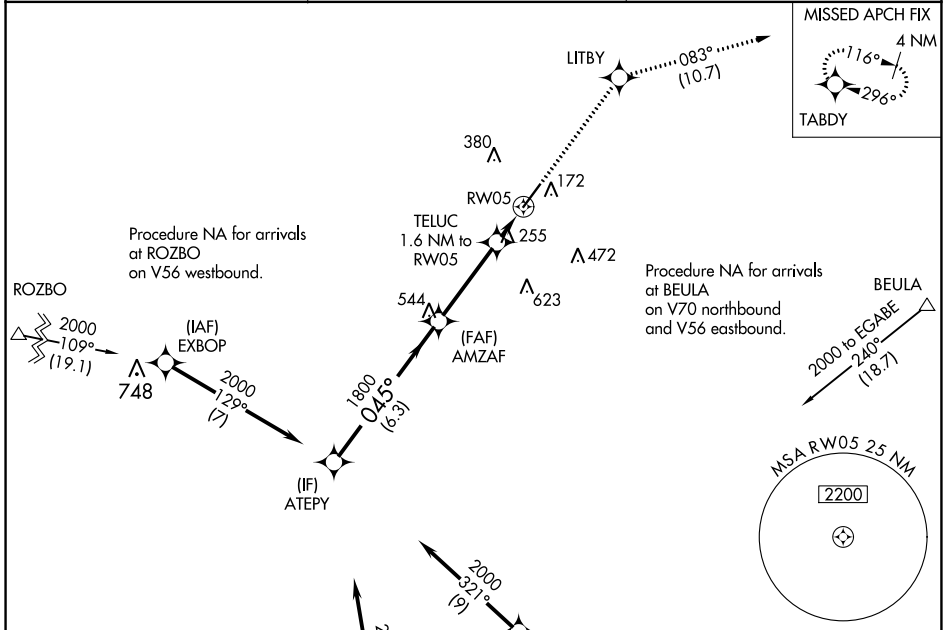 MISSED APCH FIX
4 NM
116°
296°
TABDY
LITBY
083°
(10.7)
380
172
RW05
TELUC
1.6 NM to
RW05
255
472
623
544
Procedure NA for arrivals
at ROZBO
on V56 westbound.
Procedure NA for arrivals
at BEULA
on V70 northbound
and V56 eastbound.
ROZBO
2000
109°
(19.1)
748
(IAF)
EXBOP
2000
129°
(7)
(FAF)
AMZAF
1800
045°
(6.3)
(IF)
ATEPY
BEULA
2000 to EGABE
240°
(18.7)
MSA RW05 25 NM
2200
2000
321°
(9)